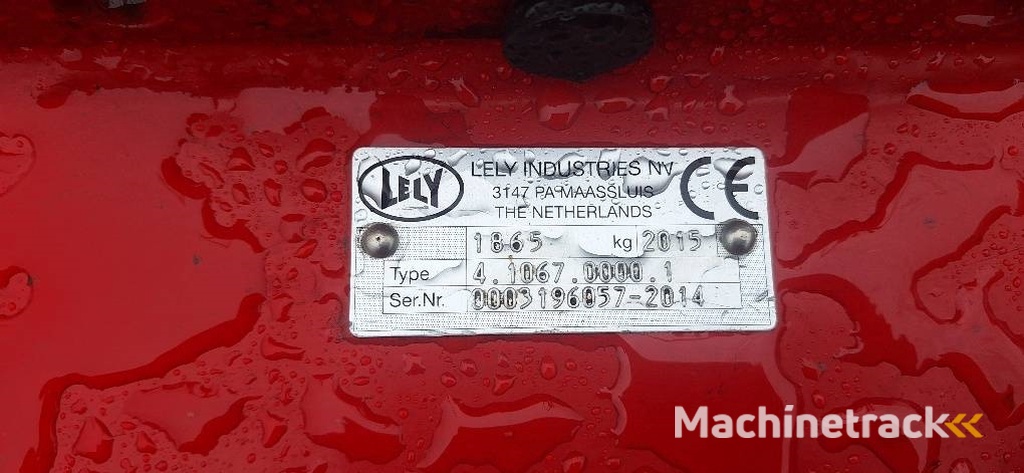 LELY
LELY INDUSTRIES NV
3147 PA MAASSLUIS
THE NETHERLANDS
CE
1865 kg 2015
Type 4.1067.0000.1
Ser.Nr. 0003196057-2014
Machinetrack